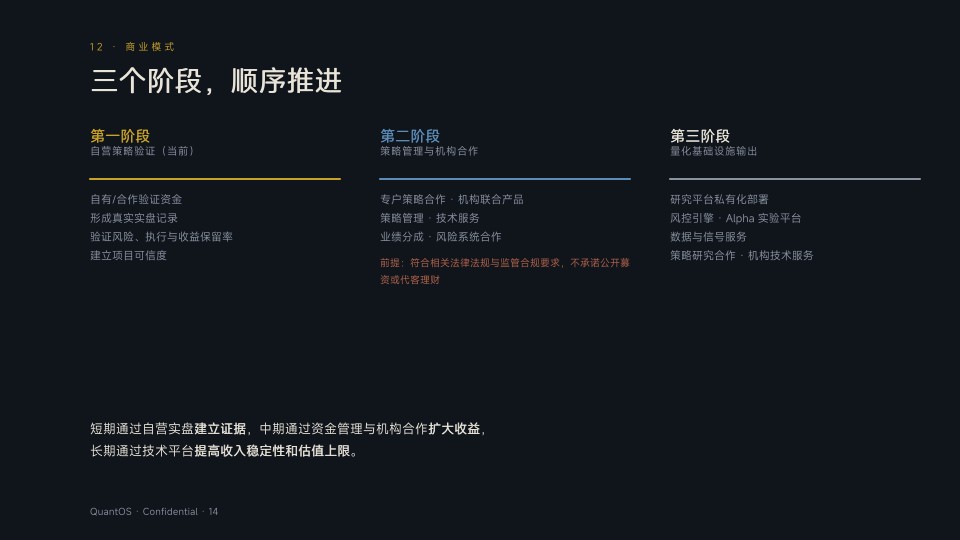 12 · 商业模式
三个阶段，顺序推进
第一阶段
自营策略验证（当前）
自有/合作验证资金
形成真实实盘记录
验证风险、执行与收益保留率
建立项目可信度
第二阶段
策略管理与机构合作
专户策略合作 · 机构联合产品
策略管理 · 技术服务
业绩分成 · 风险系统合作
前提：符合相关法律法规与监管合规要求，不承诺公开募
资或代客理财
第三阶段
量化基础设施输出
研究平台私有化部署
风控引擎 · Alpha 实验平台
数据与信号服务
策略研究合作 · 机构技术服务
短期通过自营实盘建立证据，中期通过资金管理与机构合作扩大收益，
长期通过技术平台提高收入稳定性和估值上限。
QuantOS · Confidential · 14